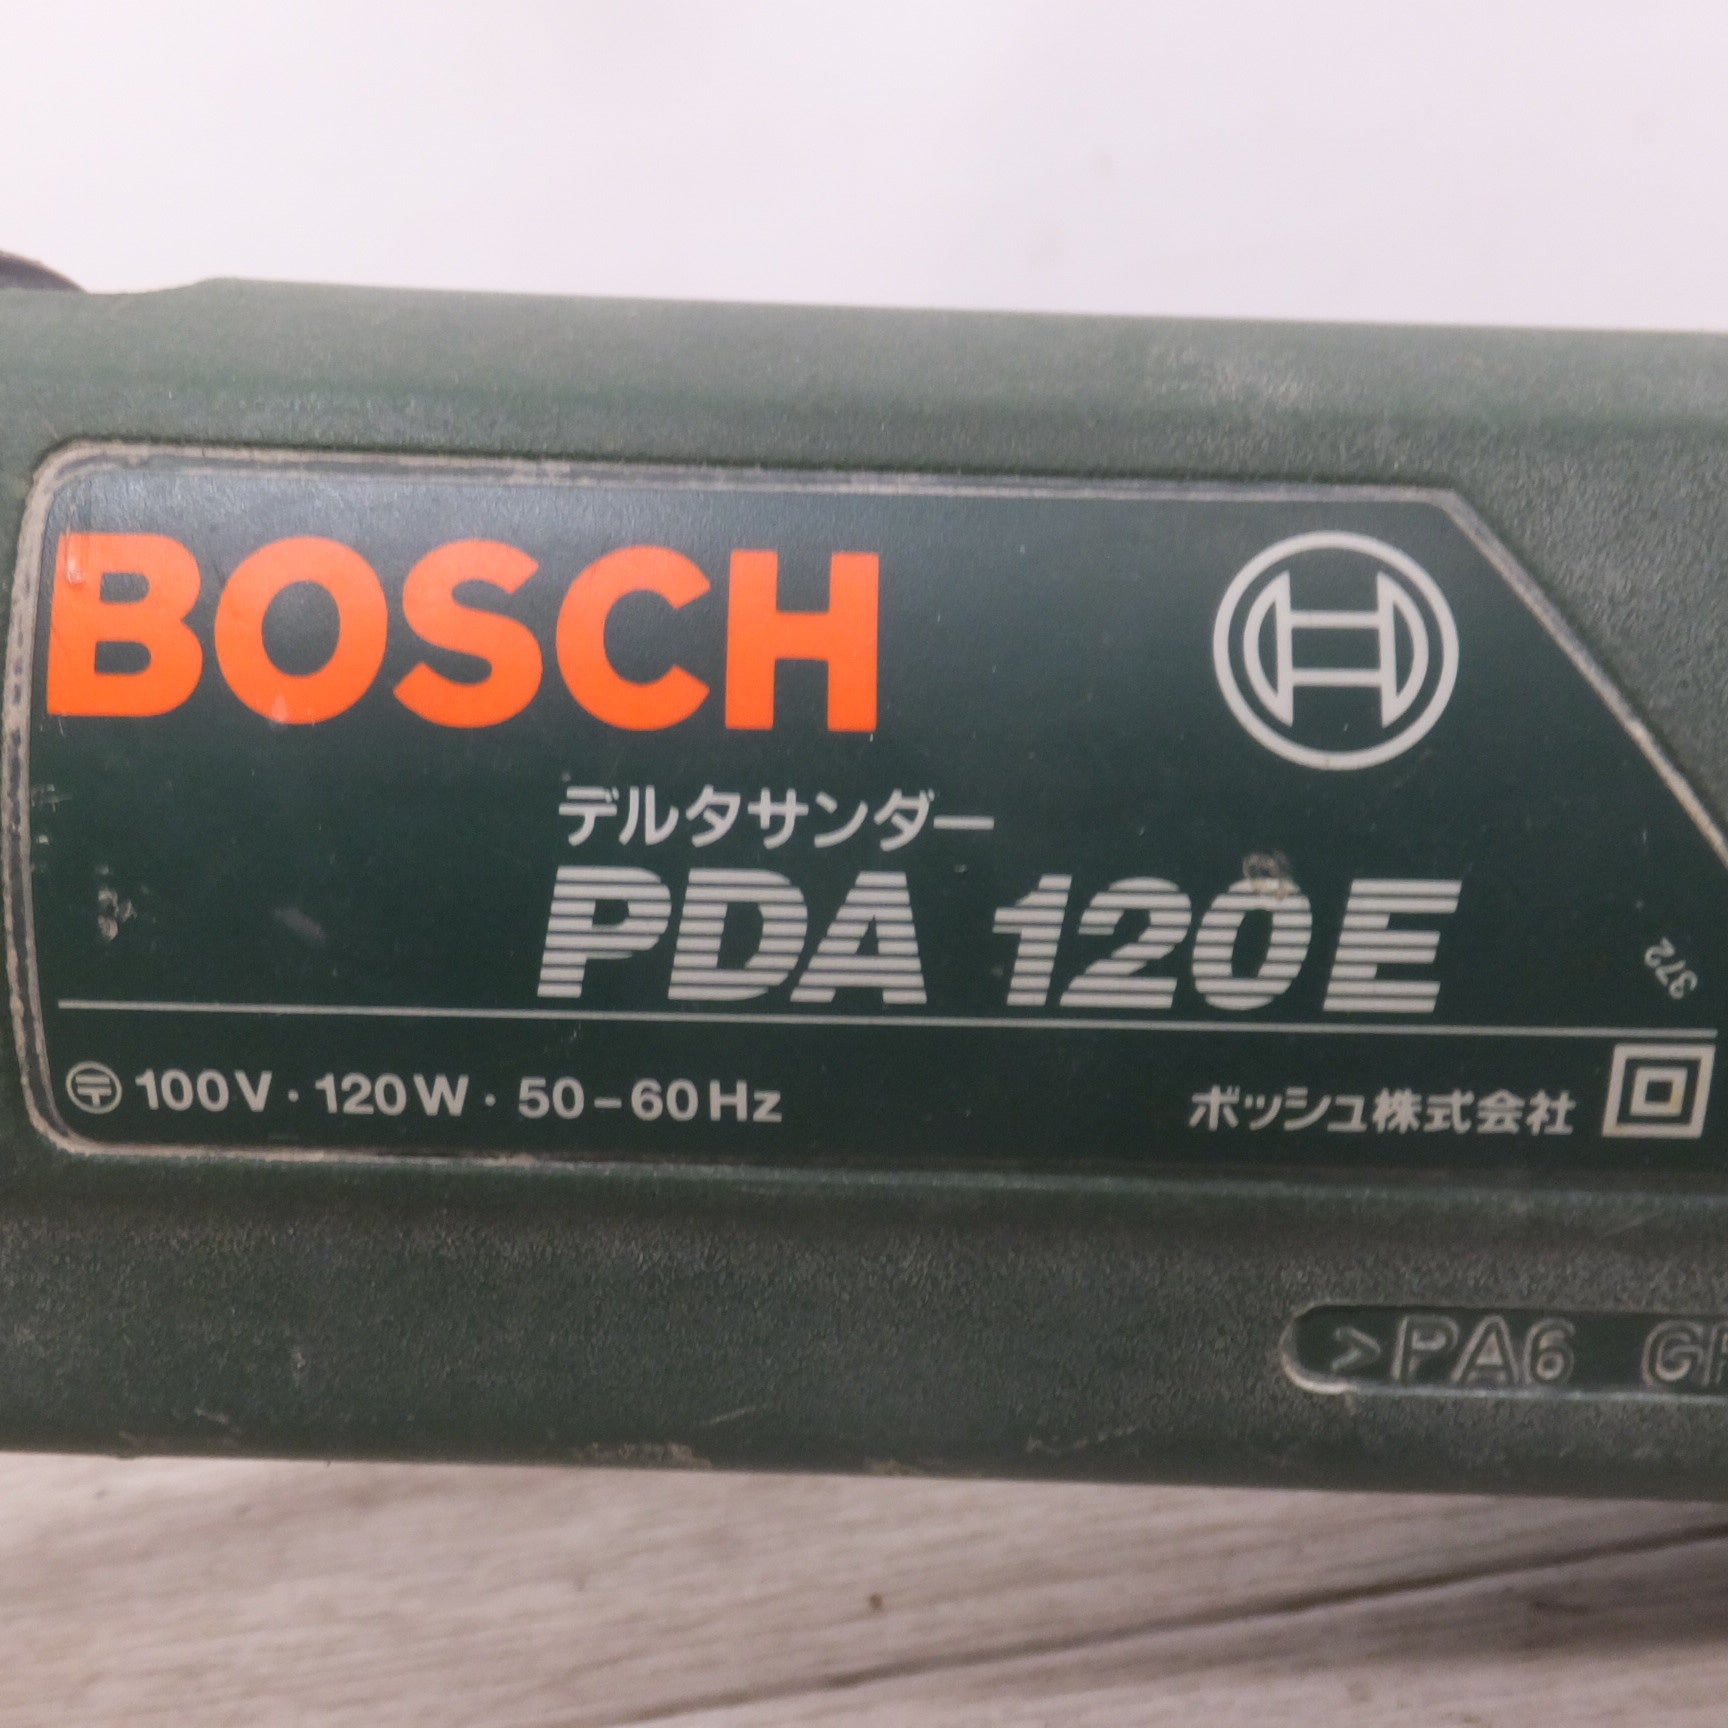 BOSCH
デルタサンダー
PDA 120 E
372
100V・120W・50-60Hz
ボッシュ株式会社
>PA6